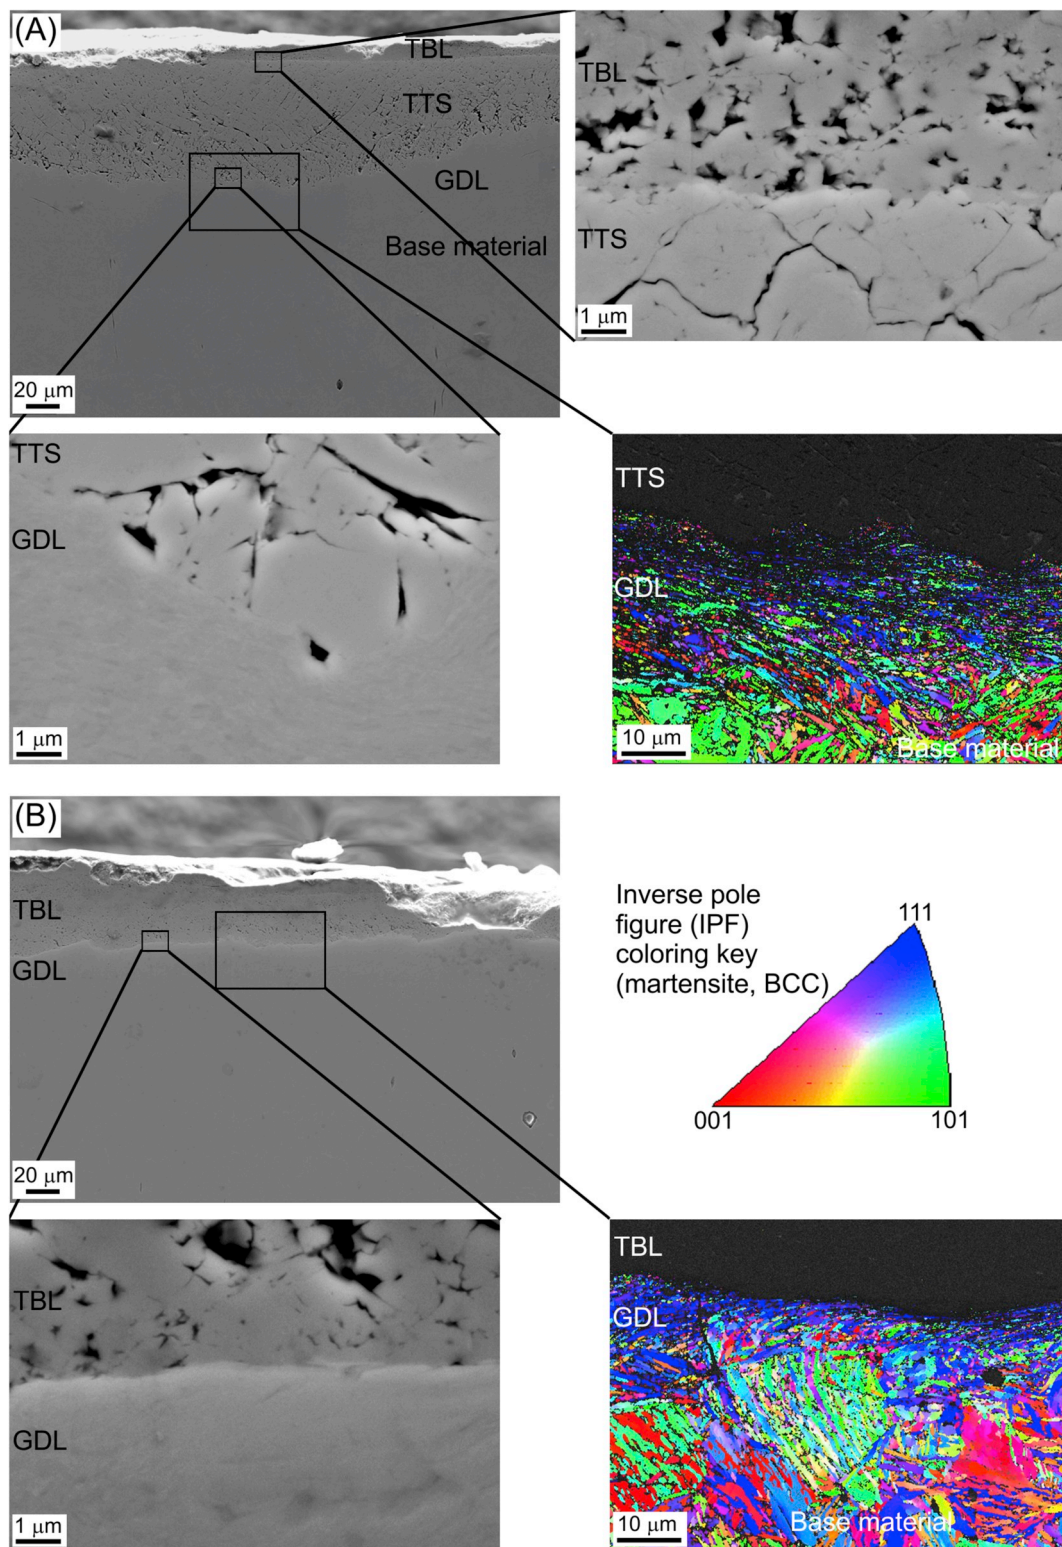 (A)
TBL
TTS
GDL
Base material
20 μm
TBL
TTS
1 μm
TTS
GDL
1 μm
TTS
GDL
10 μm
Base material
(B)
TBL
GDL
20 μm
Inverse pole
figure (IPF)
coloring key
(martensite, BCC)
111
001
101
TBL
GDL
1 μm
TBL
GDL
10 μm
Base material